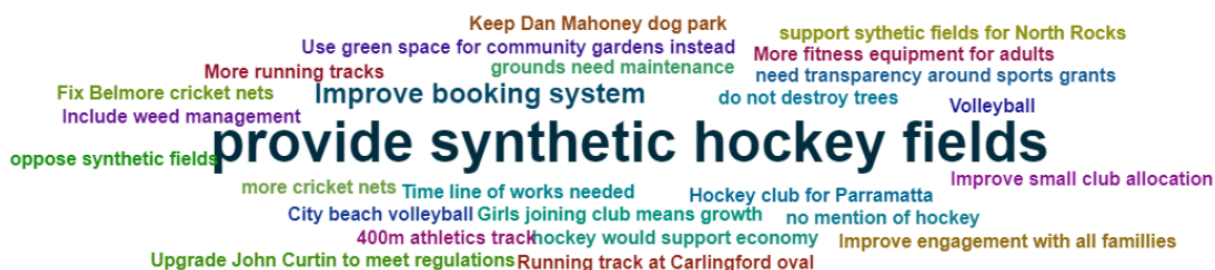 Keep Dan Mahoney dog park
support sythetic fields for North Rocks
Use green space for community gardens instead
More fitness equipment for adults
More running tracks
grounds need maintenance
need transparency around sports grants
Fix Belmore cricket nets
Improve booking system
do not destroy trees
Volleyball
Include weed management
provide synthetic hockey fields
oppose synthetic fields
Improve small club allocation
more cricket nets
Time line of works needed
Hockey club for Parramatta
City beach volleyball
Girls joining club means growth
no mention of hockey
400m athletics track
hockey would support economy
Improve engagement with all famillies
Upgrade John Curtin to meet regulations
Running track at Carlingford oval